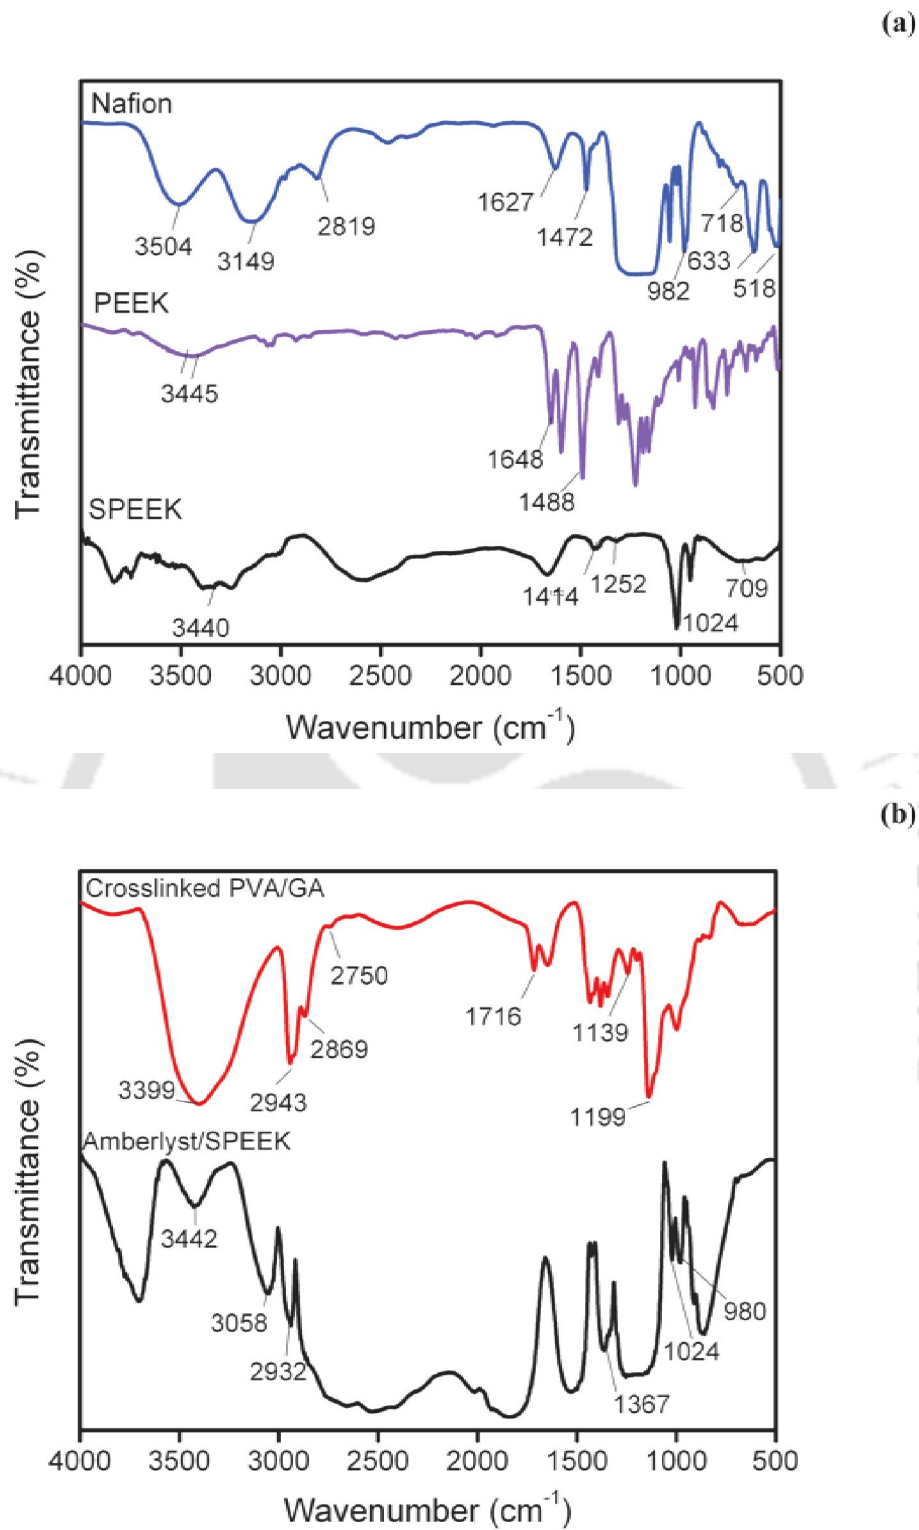 (a)
Nafion
3504
3149
2819
1627
1472
982
718
633
518
PEEK
3445
1648
1488
SPEEK
3440
1414
1252
1024
709
Transmittance (%)
4000 3500 3000 2500 2000 1500 1000 500
Wavenumber (cm⁻¹)
(b)
Crosslinked PVA/GA
3399
2943
2869
2750
1716
1139
1199
Amberlyst/SPEEK
3442
3058
2932
1367
1024
980
Transmittance (%)
4000 3500 3000 2500 2000 1500 1000 500
Wavenumber (cm⁻¹)